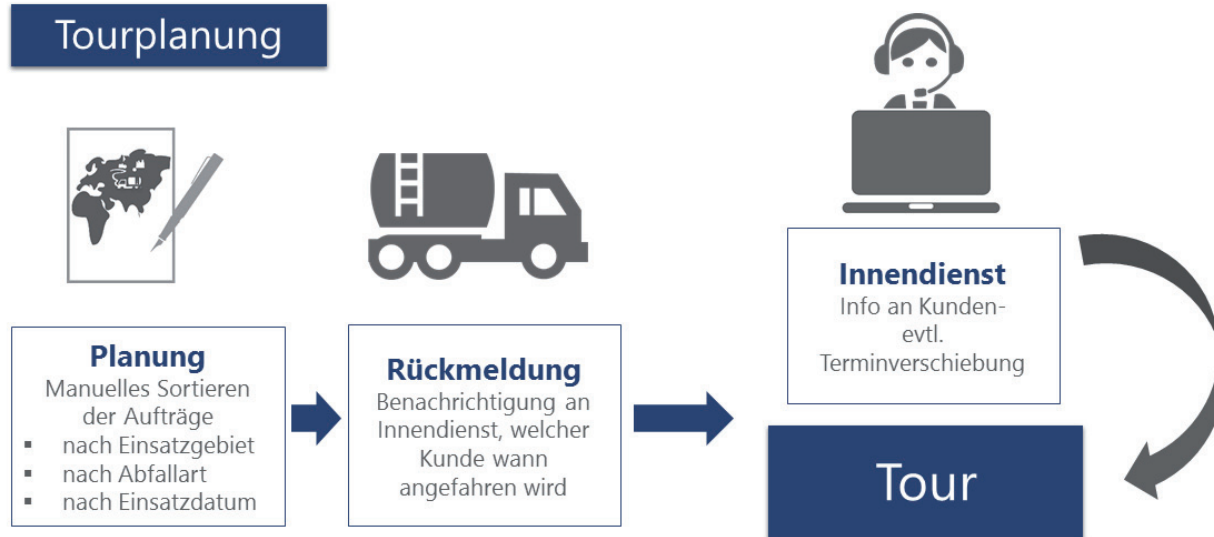 Tourplanung
Planung
Manuelles Sortieren
der Aufträge
▪ nach Einsatzgebiet
▪ nach Abfallart
▪ nach Einsatzdatum
Rückmeldung
Benachrichtigung an
Innendienst, welcher
Kunde wann
angefahren wird
Innendienst
Info an Kunden-
evtl.
Terminverschiebung
Tour